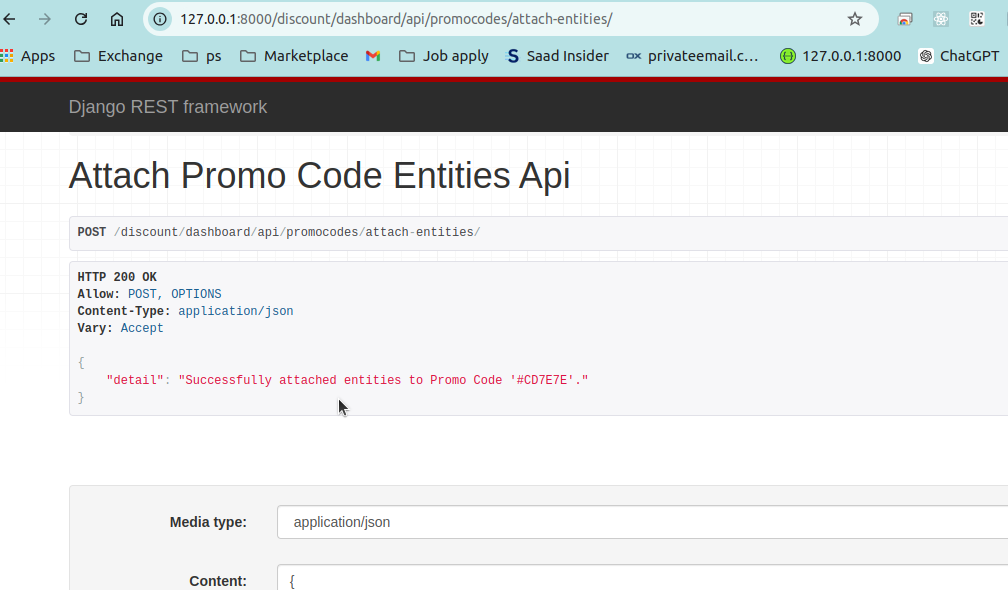 127.0.0.1:8000/discount/dashboard/api/promocodes/attach-entities/
Apps Exchange ps Marketplace Job apply S Saad Insider OX privateemail.c... 127.0.0.1:8000 ChatGPT
Django REST framework
Attach Promo Code Entities Api
POST /discount/dashboard/api/promocodes/attach-entities/
HTTP 200 OK
Allow: POST, OPTIONS
Content-Type: application/json
Vary: Accept
{
"detail": "Successfully attached entities to Promo Code '#CD7E7E'."
}
Media type: application/json
Content: {